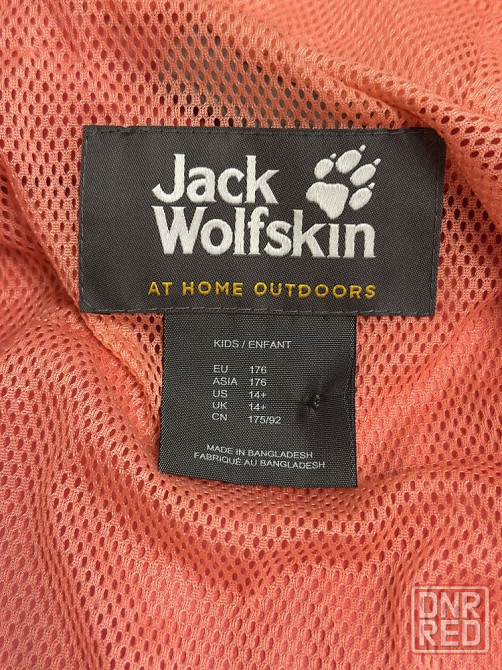 Jack
Wolfskin
AT HOME OUTDOORS
KIDS / ENFANT
EU 176
ASIA 176
US 14+
UK 14+
CN 175/92
MADE IN BANGLADESH
FABRIQUÉ AU BANGLADESH
DNR
RED